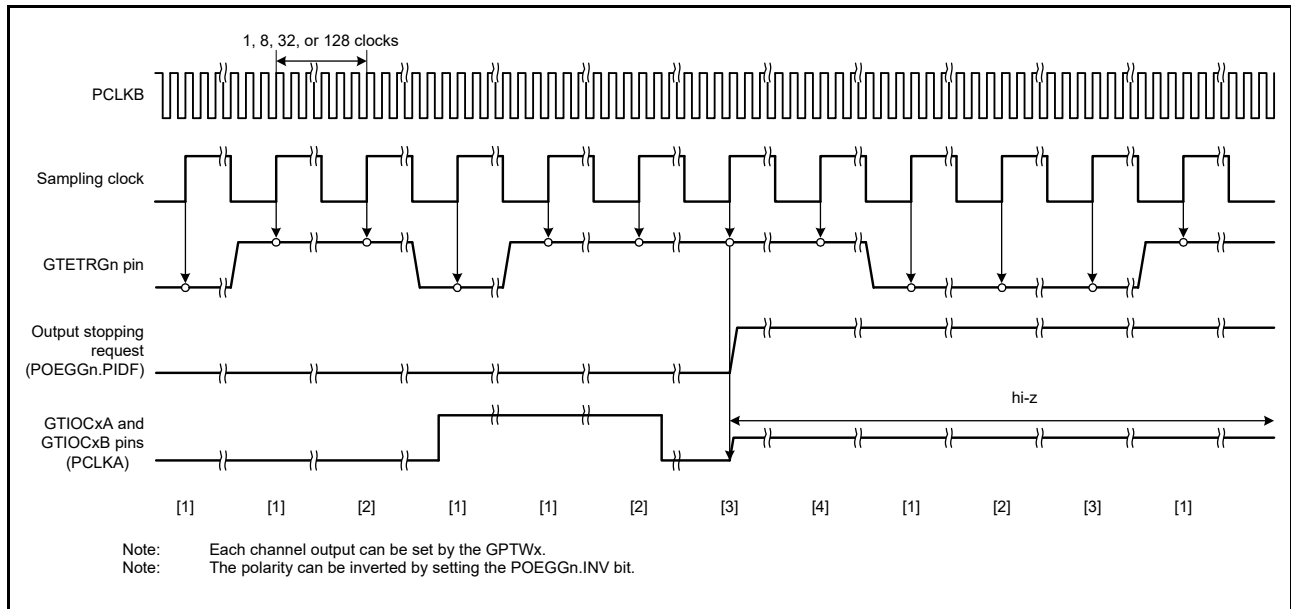 1, 8, 32, or 128 clocks
PCLKB
Sampling clock
GTETRGn pin
Output stopping
request
(POEGGn.PIDF)
hi-z
GTIOCxA and
GTIOCxB pins
(PCLKA)
[1] [1] [2] [1] [1] [2] [3] [4] [1] [2] [3] [1]
Note: Each channel output can be set by the GPTWx.
Note: The polarity can be inverted by setting the POEGGn.INV bit.